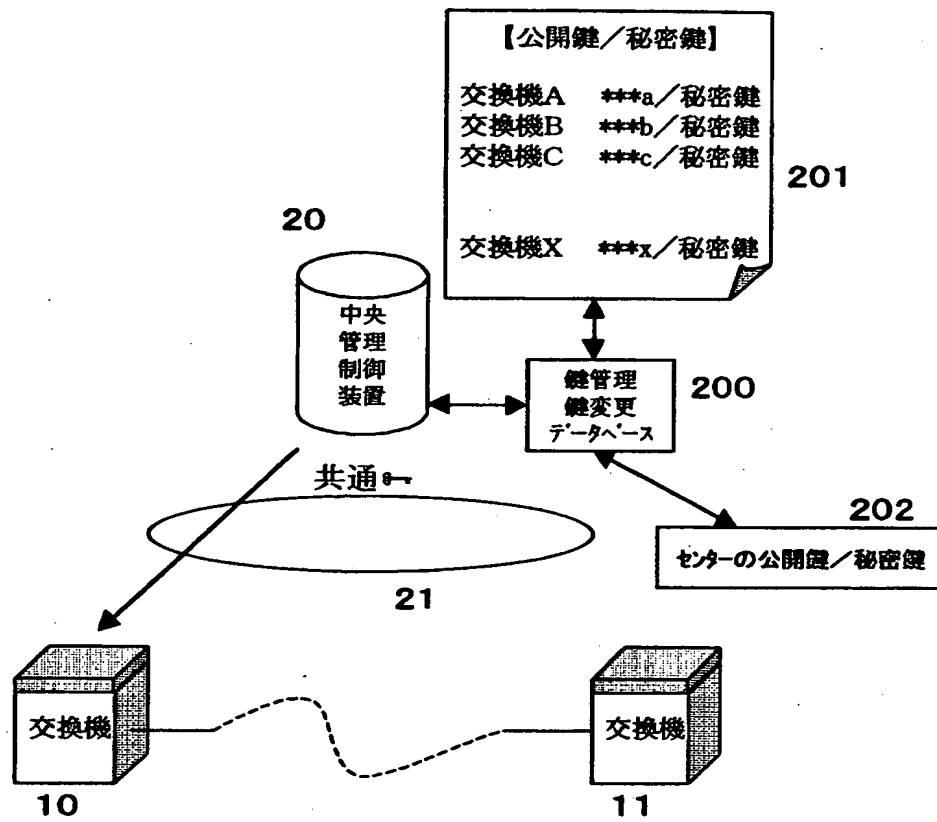 【公開鍵／秘密鍵】
交換機A ***a／秘密鍵
交換機B ***b／秘密鍵
交換機C ***c／秘密鍵
交換機X ***x／秘密鍵
201
20
中央
管理
制御
装置
鍵管理
鍵変更
データベース
200
共通
202
センターの公開鍵／秘密鍵
21
交換機
10
交換機
11